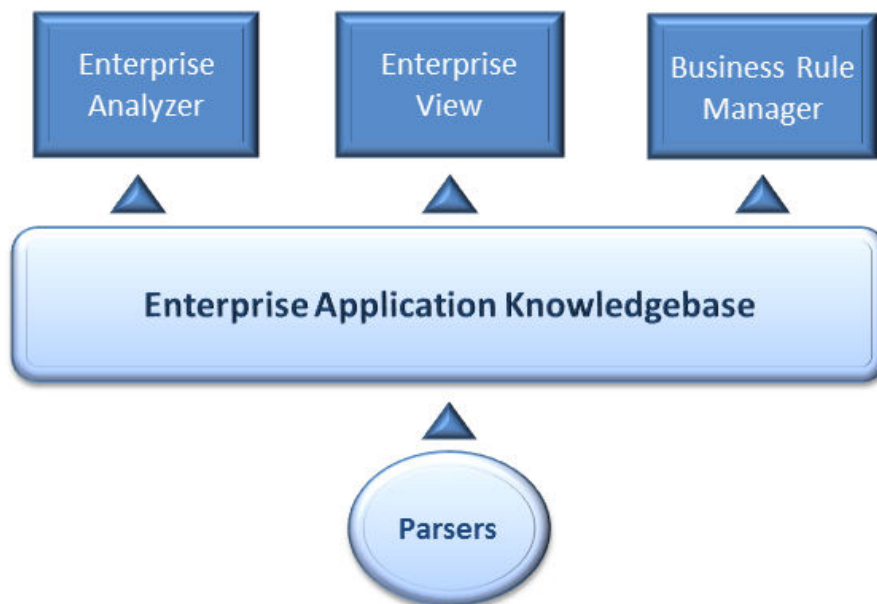 Enterprise
Analyzer
Enterprise
View
Business Rule
Manager
Enterprise Application Knowledgebase
Parsers